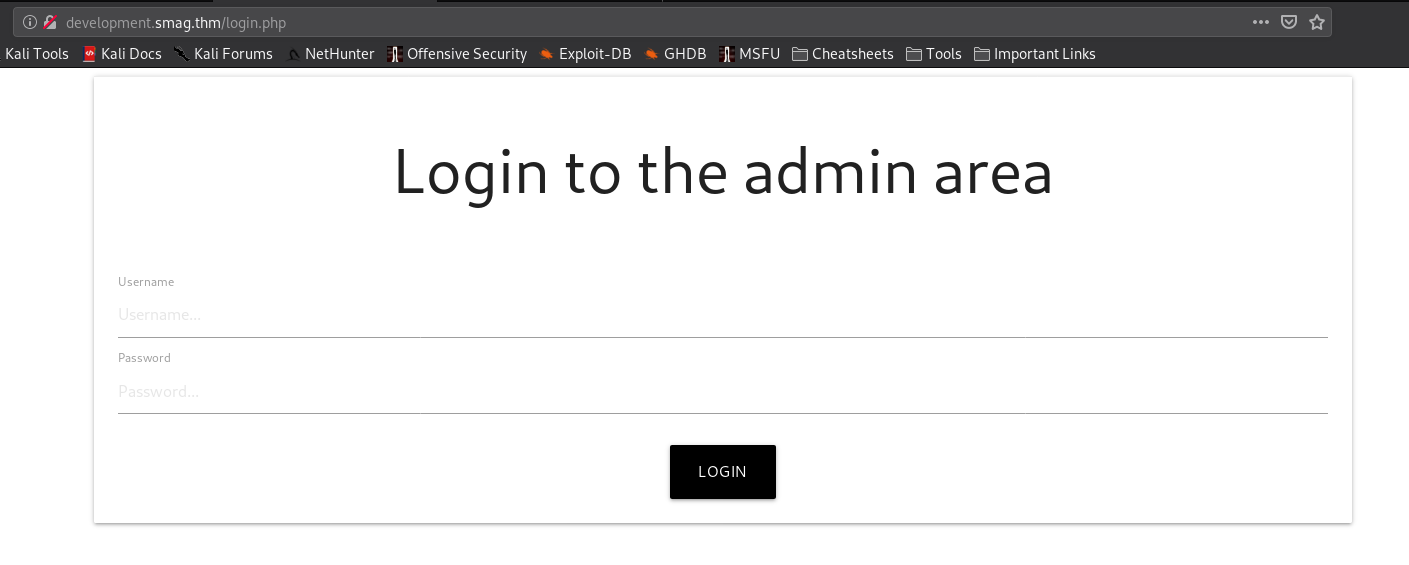 development.smag.thm/login.php
Kali Tools Kali Docs Kali Forums NetHunter Offensive Security Exploit-DB GHDB MSFU Cheatsheets Tools Important Links
Login to the admin area
Username
Username...
Password
Password...
LOGIN